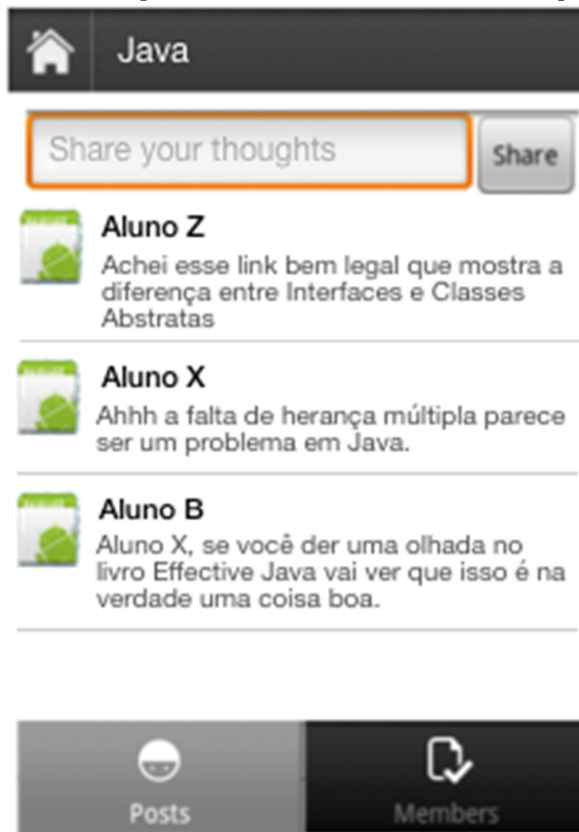 Java
Share your thoughts
Share
Aluno Z
Achei esse link bem legal que mostra a
diferença entre Interfaces e Classes
Abstratas
Aluno X
Ahhh a falta de herança múltipla parece
ser um problema em Java.
Aluno B
Aluno X, se você der uma olhada no
livro Effective Java vai ver que isso é na
verdade uma coisa boa.
Posts
Members